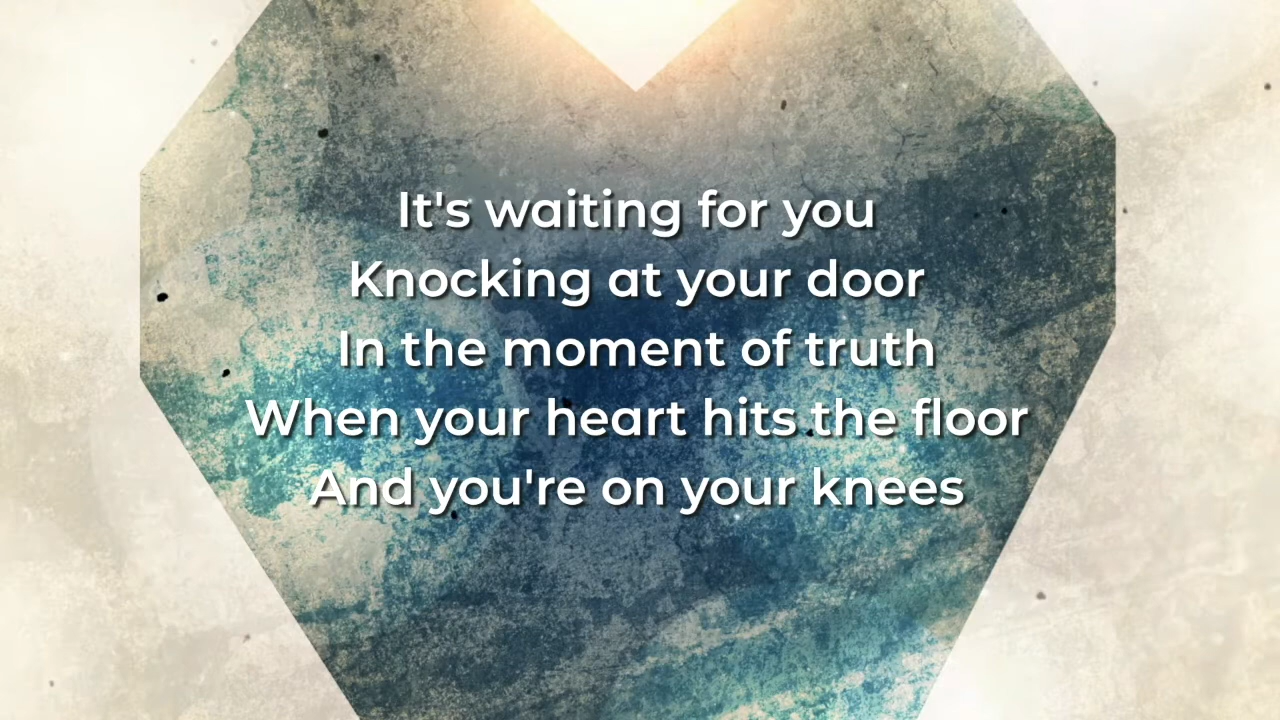 It's waiting for you
Knocking at your door
In the moment of truth
When your heart hits the floor
And you're on your knees